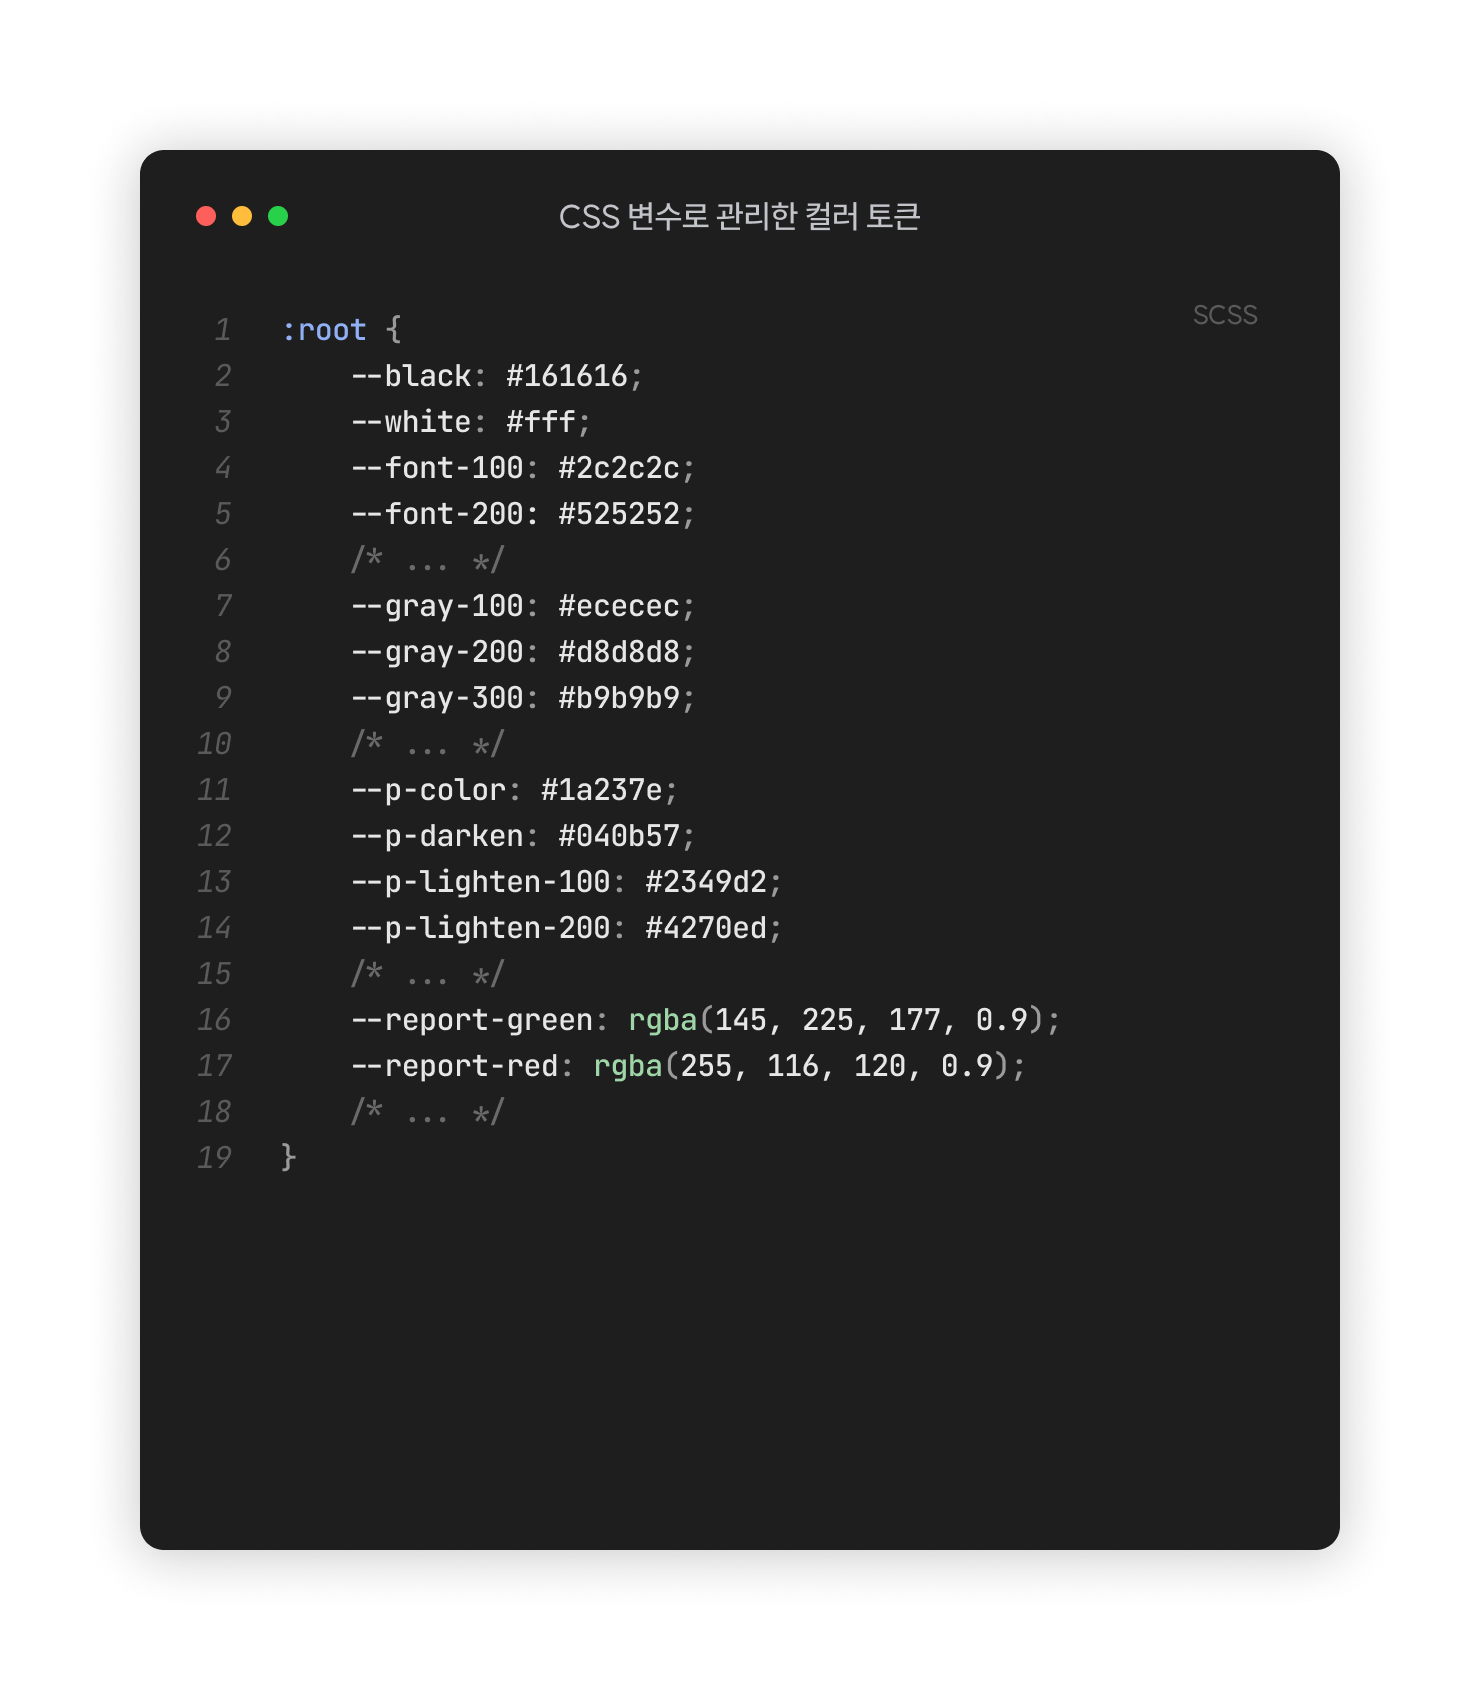 CSS 변수로 관리한 컬러 토큰
SCSS
1 :root {
2     --black: #161616;
3     --white: #fff;
4     --font-100: #2c2c2c;
5     --font-200: #525252;
6     /* ... */
7     --gray-100: #ececec;
8     --gray-200: #d8d8d8;
9     --gray-300: #b9b9b9;
10     /* ... */
11     --p-color: #1a237e;
12     --p-darken: #040b57;
13     --p-lighten-100: #2349d2;
14     --p-lighten-200: #4270ed;
15     /* ... */
16     --report-green: rgba(145, 225, 177, 0.9);
17     --report-red: rgba(255, 116, 120, 0.9);
18     /* ... */
19 }